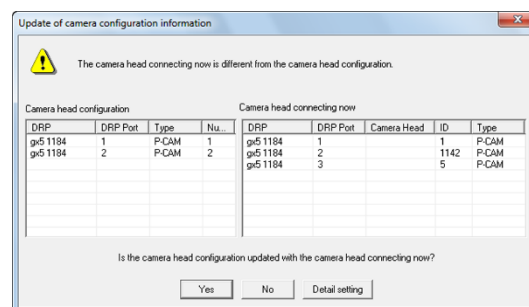 Update of camera configuration information
The camera head connecting now is different from the camera head configuration.
Camera head configuration
DRP DRP Port Type Nu...
gx5 1184 1 P-CAM 1
gx5 1184 2 P-CAM 2
Camera head connecting now
DRP DRP Port Camera Head ID Type
gx5 1184 1 1 P-CAM
gx5 1184 2 1142 P-CAM
gx5 1184 3 5 P-CAM
Is the camera head configuration updated with the camera head connecting now?
Yes No Detail setting